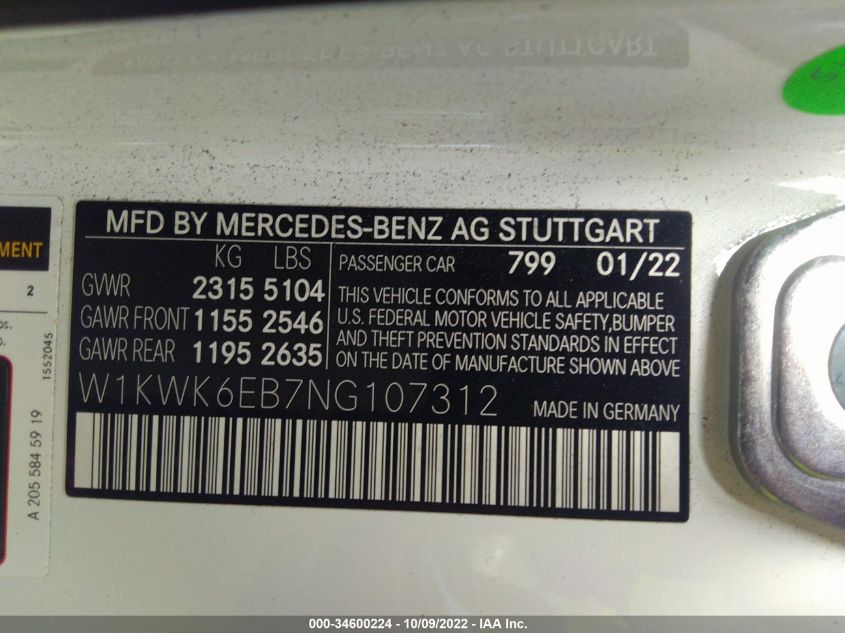 MFD BY MERCEDES-BENZ AG STUTTGART
KG LBS
GVWR 2315 5104
GAWR FRONT 1155 2546
GAWR REAR 1195 2635
PASSENGER CAR 799 01/22
THIS VEHICLE CONFORMS TO ALL APPLICABLE
U.S. FEDERAL MOTOR VEHICLE SAFETY,BUMPER
AND THEFT PREVENTION STANDARDS IN EFFECT
ON THE DATE OF MANUFACTURE SHOWN ABOVE
W1KWK6EB7NG107312 MADE IN GERMANY
MENT
2
1552045
A 205 584 59 19
000-34600224 - 10/09/2022 - IAA Inc.